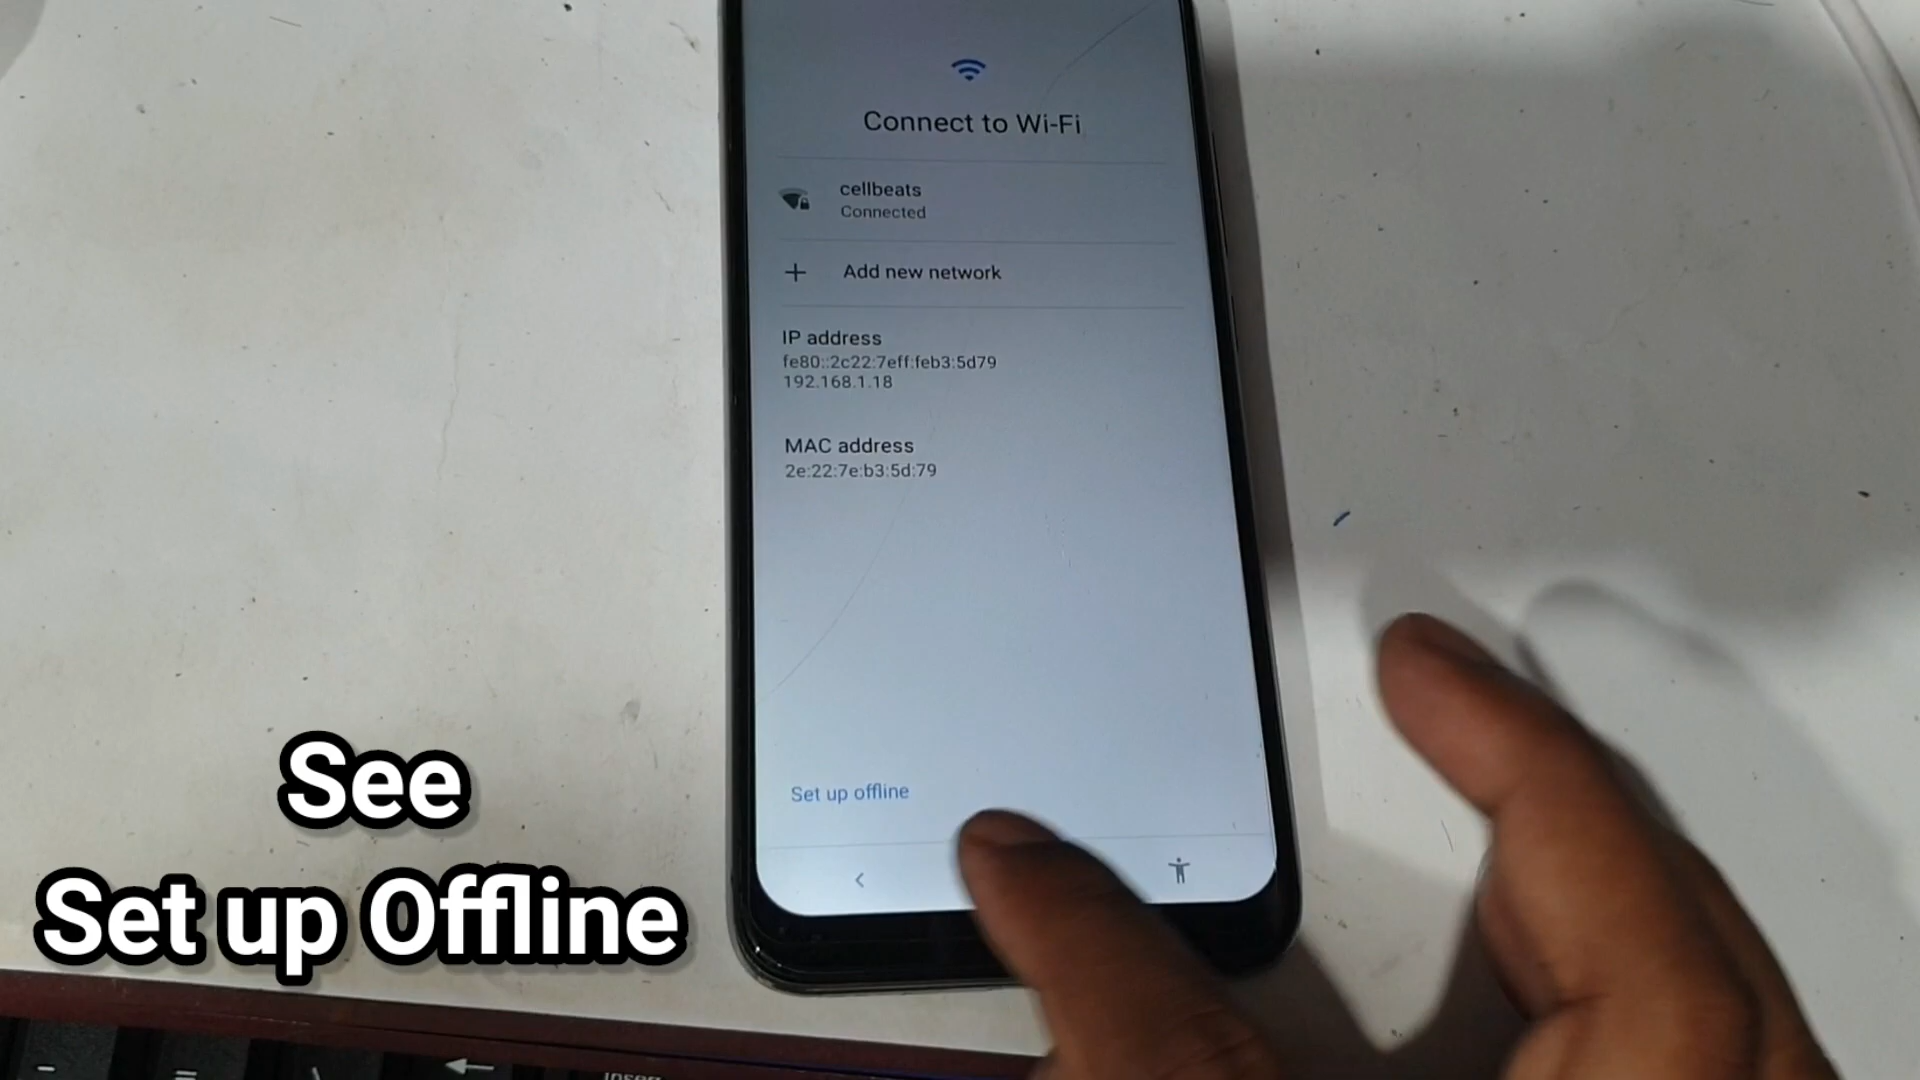 Connect to Wi-Fi
cellbeats
Connected
Add new network
IP address
fe80::2c22:7eff:feb3:5d79
192.168.1.18
MAC address
2e:22:7e:b3:5d:79
Set up offline
See
Set up Offline